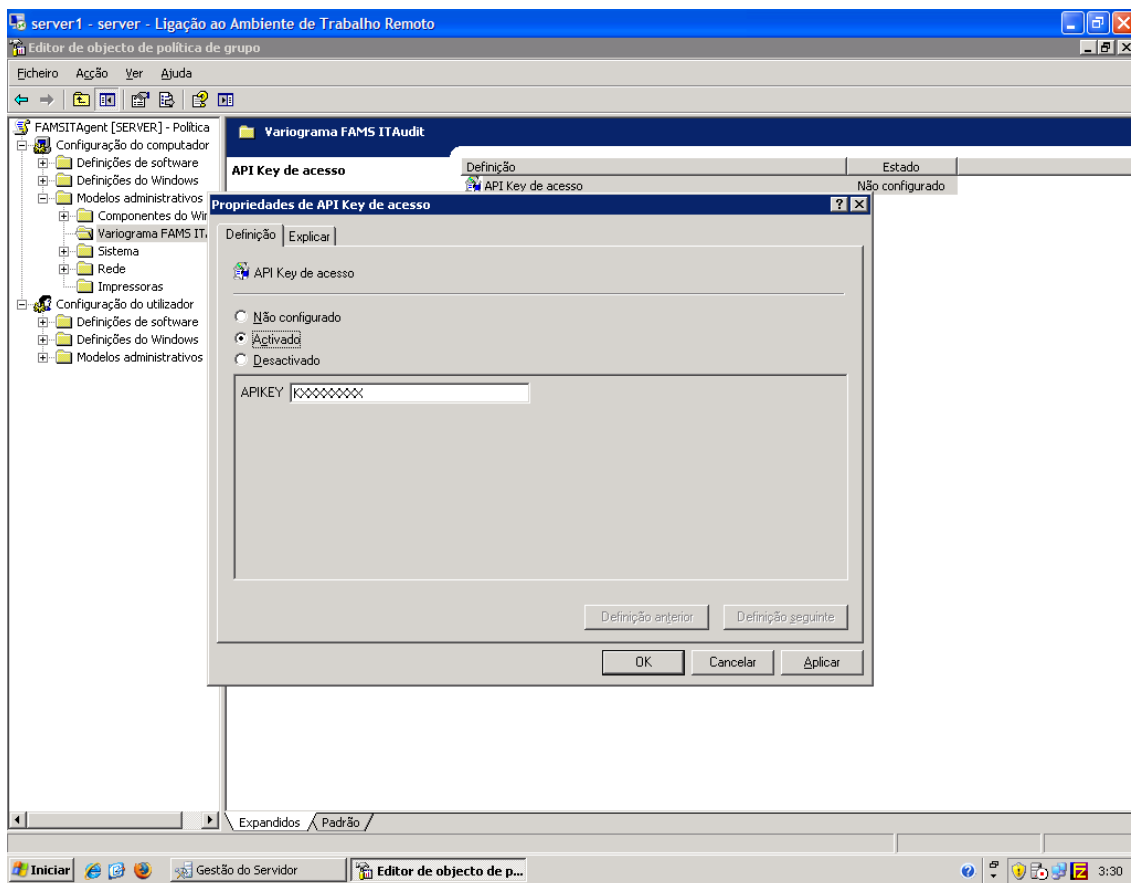 server1 - server - Ligação ao Ambiente de Trabalho Remoto
Editor de objecto de política de grupo
Ficheiro Acção Ver Ajuda
FAMSITAgent [SERVER] - Política
Configuração do computador
Definições de software
Definições do Windows
Modelos administrativos
Componentes do Wir
Variograma FAMS IT
Sistema
Rede
Impressoras
Configuração do utilizador
Definições de software
Definições do Windows
Modelos administrativos
Variograma FAMS ITAudit
API Key de acesso
Definição Estado
API Key de acesso Não configurado
Propriedades de API Key de acesso
Definição Explicar
API Key de acesso
Não configurado
Activado
Desactivado
APIKEY KXXXXXXXX
Definição anterior Definição seguinte
OK Cancelar Aplicar
Expandidos Padrão
Iniciar Gestão do Servidor Editor de objecto de p... 3:30